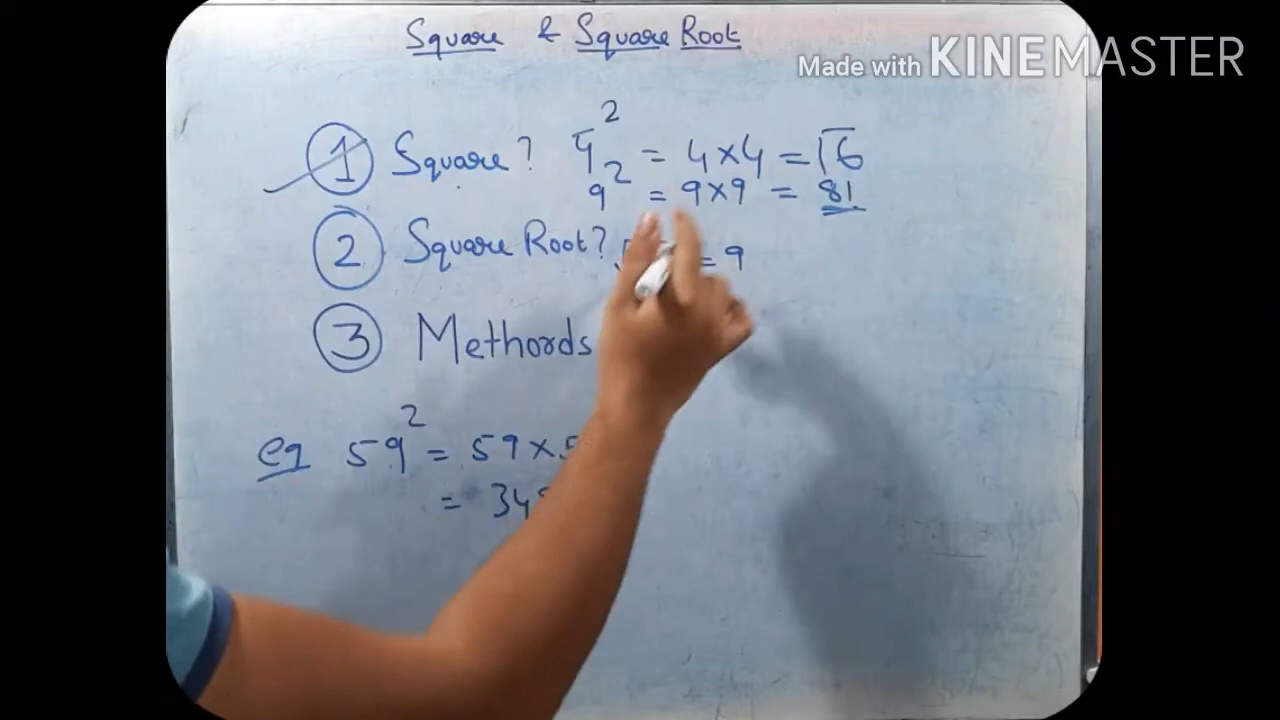 Square & Square Root
Made with KINEMASTER
1 Square? 4² = 4×4 = 16
9² = 9×9 = 81
2 Square Root? = 9
3 Methords
eg 59² = 59×5
= 34